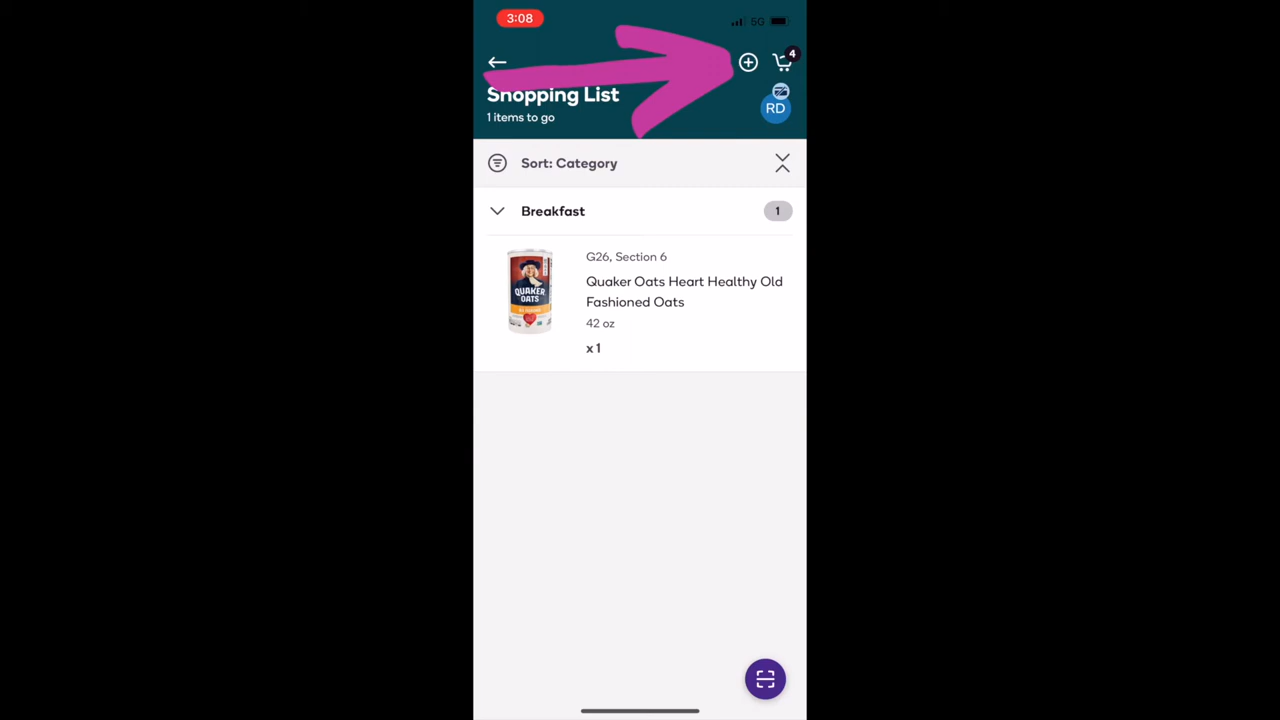 3:08
5G
4
Shopping List
1 items to go
RD
Sort: Category
Breakfast
1
G26, Section 6
QUAKER
OATS
Quaker Oats Heart Healthy Old
Fashioned Oats
42 oz
x 1